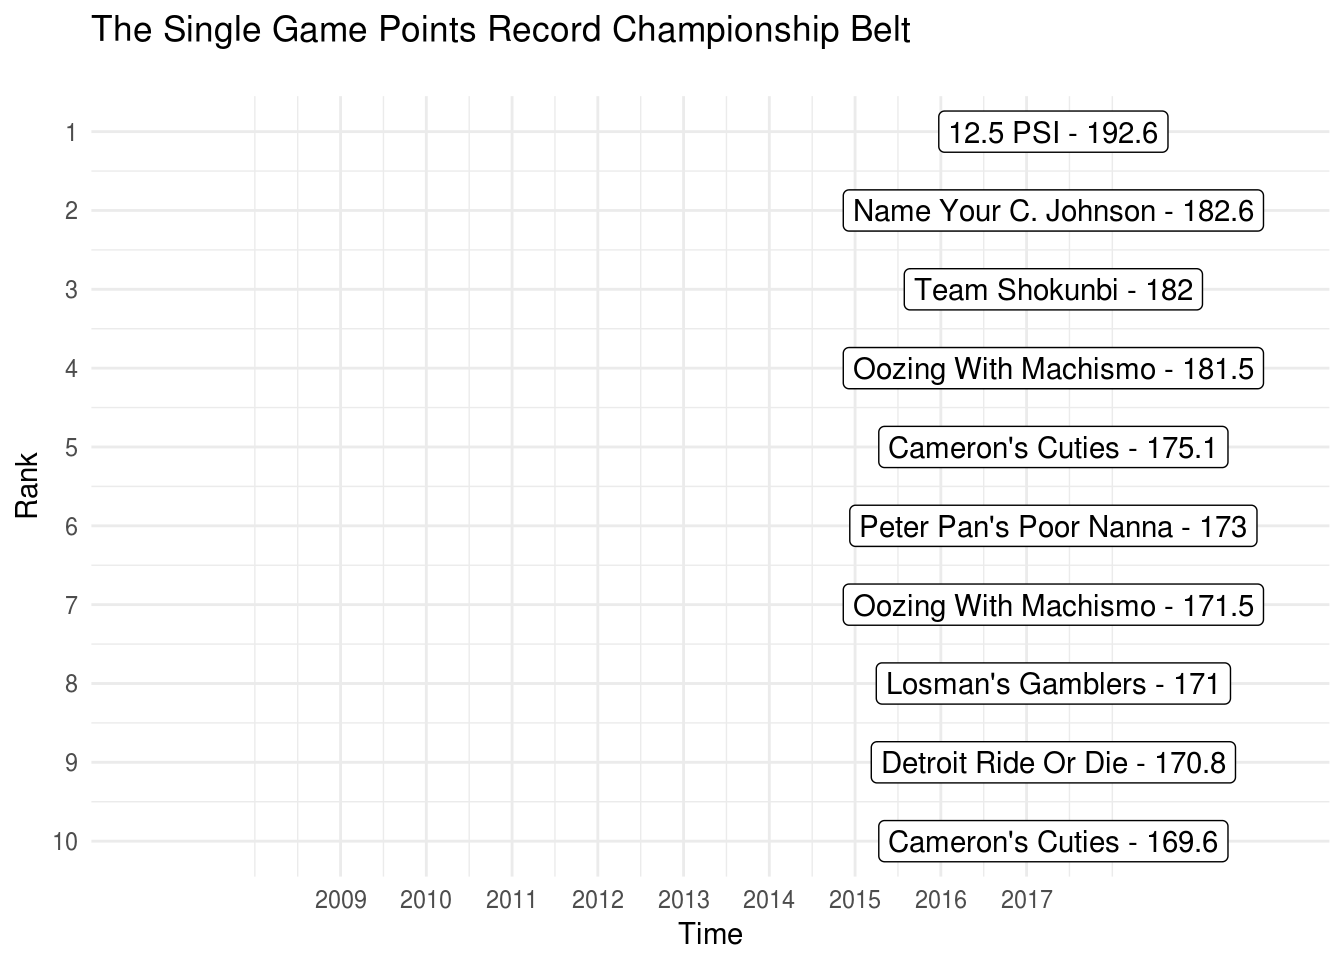 The Single Game Points Record Championship Belt
1
12.5 PSI - 192.6
2
Name Your C. Johnson - 182.6
3
Team Shokunbi - 182
4
Oozing With Machismo - 181.5
5
Cameron's Cuties - 175.1
Rank
6
Peter Pan's Poor Nanna - 173
7
Oozing With Machismo - 171.5
8
Losman's Gamblers - 171
9
Detroit Ride Or Die - 170.8
10
Cameron's Cuties - 169.6
2009 2010 2011 2012 2013 2014 2015 2016 2017
Time